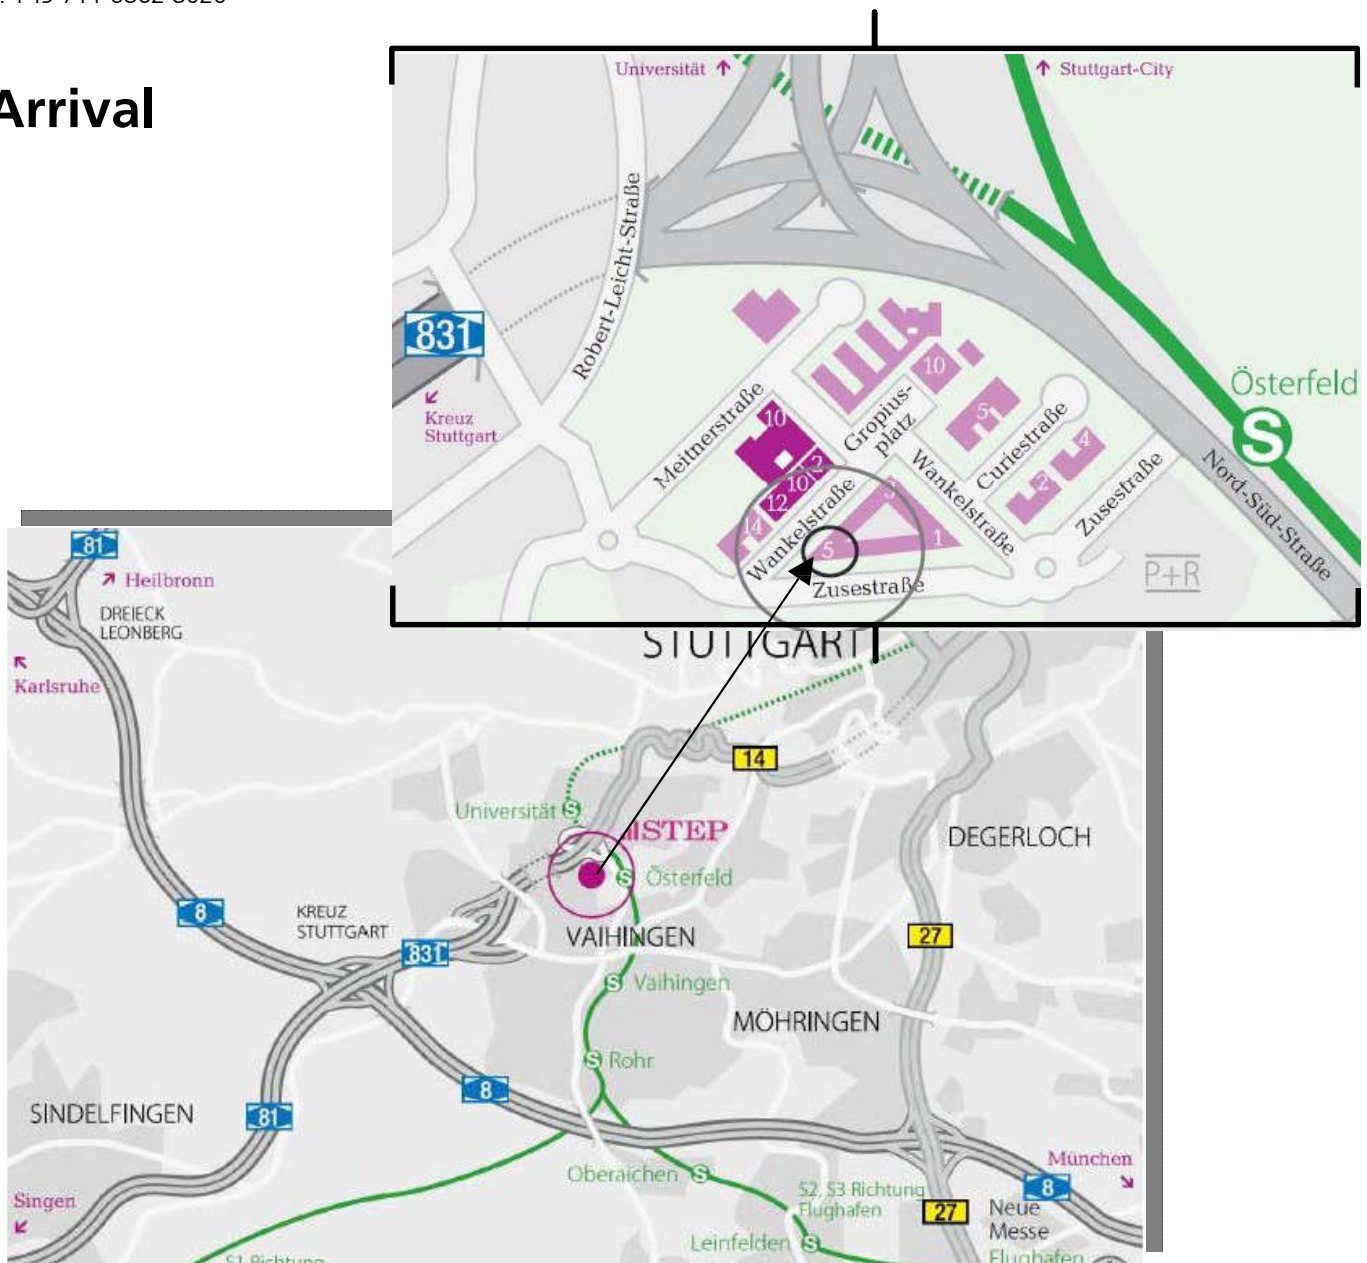 Arrival
Universität
Stuttgart-City
Robert-Leicht-Straße
831
Kreuz
Stuttgart
Österfeld
S
Meitnerstraße
Gropius-
platz
Curiestraße
Wankelstraße
Wankelstraße
Zusestraße
Zusestraße
Nord-Süd-Straße
P+R
10
10
5
4
2
12
10
12
14
3
5
1
STUTTGART
81
Heilbronn
DREIECK
LEONBERG
Karlsruhe
14
Universität S
STEP
DEGERLOCH
S Österfeld
8
KREUZ
STUTTGART
831
VAIHINGEN
27
S Vaihingen
MÖHRINGEN
S Rohr
8
SINDELFINGEN
81
München
8
Oberaichen S
S2, S3 Richtung
Flughafen
27
Neue
Messe
Flughafen
Singen
Leinfelden S
S1 Richtung